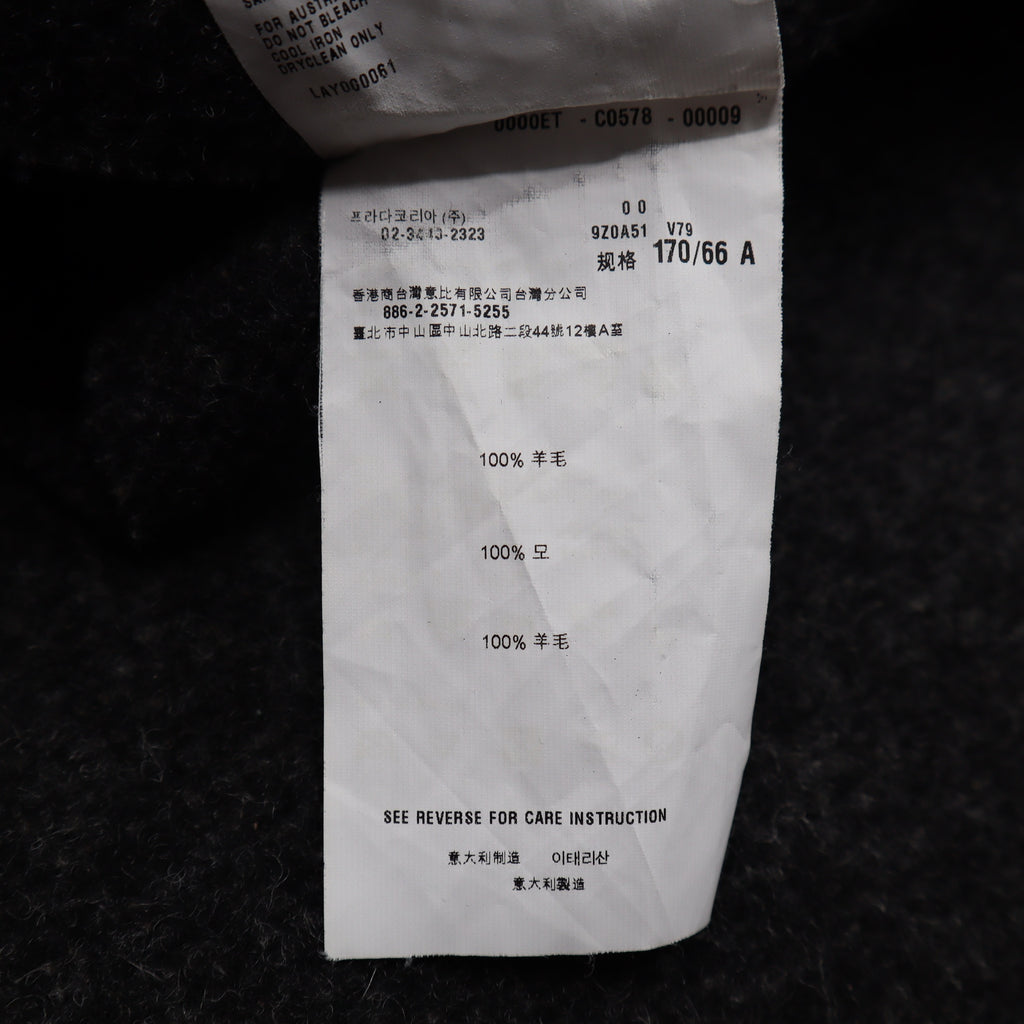 FOR AUSTR
DO NOT BLEACH
COOL IRON
DRYCLEAN ONLY
LAY000061
0000ET - C0578 - 00009
프라다코리아 (주)
02-3443-2323
0 0
9Z0A51 V79
规格 170/66 A
香港商台灣意比有限公司台灣分公司
886-2-2571-5255
臺北市中山區中山北路二段44號12樓A室
100% 羊毛
100% 모
100% 羊毛
SEE REVERSE FOR CARE INSTRUCTION
意大利制造 이태리산
意大利製造